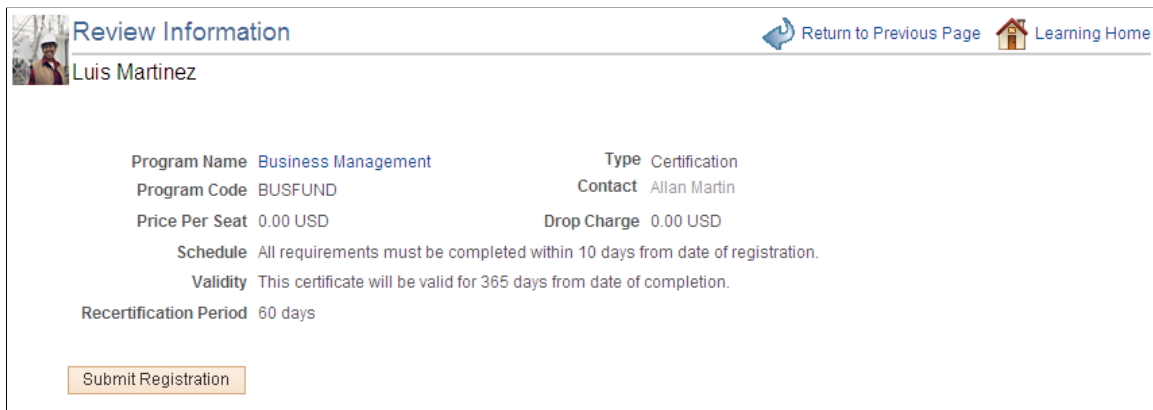 Review Information
Return to Previous Page
Learning Home
Luis Martinez
Program Name Business Management
Type Certification
Program Code BUSFUND
Contact Allan Martin
Price Per Seat 0.00 USD
Drop Charge 0.00 USD
Schedule All requirements must be completed within 10 days from date of registration.
Validity This certificate will be valid for 365 days from date of completion.
Recertification Period 60 days
Submit Registration